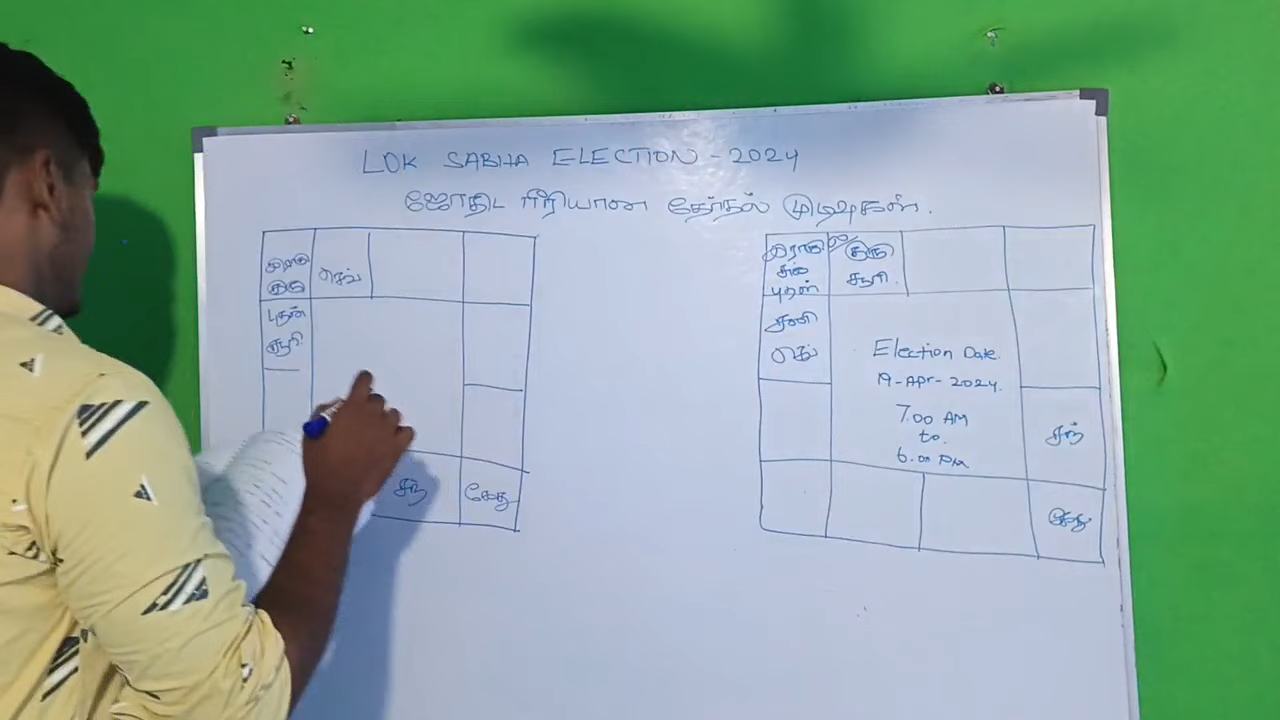 LOK SABHA ELECTION - 2024
ஜோதிட ரீதியான தேர்தல் முடிவுகள்.
ராகு
குரு
செவ்
புதன்
சூரி
சந்
கேது
ராகு
சுக்
புதன்
ல
குரு
சூரி
சனி
செவ்
Election Date
19-Apr-2024.
7.00 AM
to.
6.00 PM
சந்
கேது